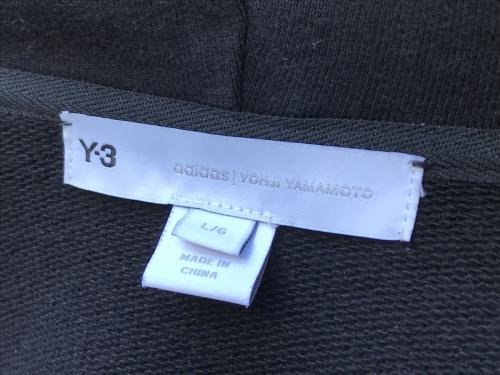 Y-3
adidas | YOHJI YAMAMOTO
L/G
MADE IN
CHINA